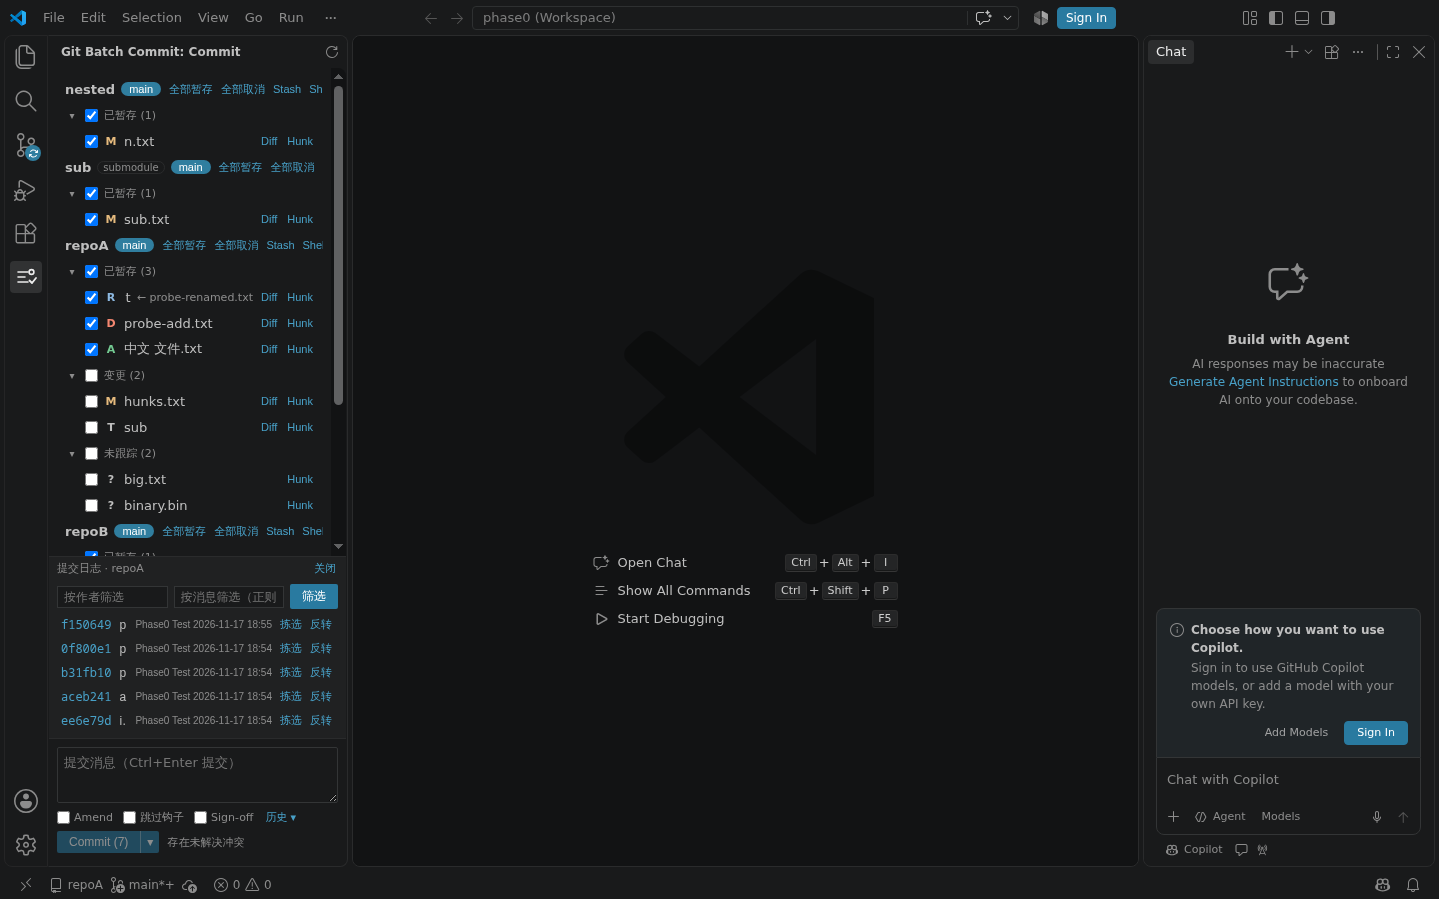 File Edit Selection View Go Run ···
phase0 (Workspace)
Sign In
Git Batch Commit: Commit
nested main 全部暂存 全部取消 Stash Sh
已暂存 (1)
M n.txt Diff Hunk
sub submodule main 全部暂存 全部取消
已暂存 (1)
M sub.txt Diff Hunk
repoA main 全部暂存 全部取消 Stash She
已暂存 (3)
R t ← probe-renamed.txt Diff Hunk
D probe-add.txt Diff Hunk
A 中文 文件.txt Diff Hunk
变更 (2)
M hunks.txt Diff Hunk
T sub Diff Hunk
未跟踪 (2)
? big.txt Hunk
? binary.bin Hunk
repoB main 全部暂存 全部取消 Stash She
已暂存 (1)
提交日志 · repoA 关闭
按作者筛选 按消息筛选（正则 筛选
f150649 p Phase0 Test 2026-11-17 18:55 拣选 反转
0f800e1 p Phase0 Test 2026-11-17 18:54 拣选 反转
b31fb10 p Phase0 Test 2026-11-17 18:54 拣选 反转
aceb241 a Phase0 Test 2026-11-17 18:54 拣选 反转
ee6e79d i. Phase0 Test 2026-11-17 18:54 拣选 反转
提交消息（Ctrl+Enter 提交）
Amend 跳过钩子 Sign-off 历史 ▾
Commit (7) ▾ 存在未解决冲突
Open Chat Ctrl + Alt + I
Show All Commands Ctrl + Shift + P
Start Debugging F5
Chat
Build with Agent
AI responses may be inaccurate
Generate Agent Instructions to onboard
AI onto your codebase.
Choose how you want to use
Copilot.
Sign in to use GitHub Copilot
models, or add a model with your
own API key.
Add Models Sign In
Chat with Copilot
Agent Models
Copilot
repoA main*+ 0 0